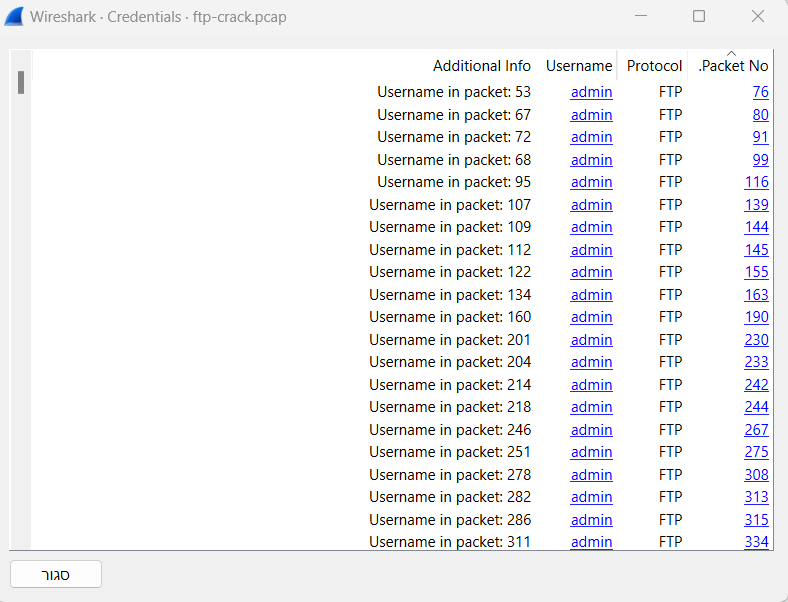 Wireshark · Credentials · ftp-crack.pcap
Additional Info Username Protocol .Packet No
Username in packet: 53 admin FTP 76
Username in packet: 67 admin FTP 80
Username in packet: 72 admin FTP 91
Username in packet: 68 admin FTP 99
Username in packet: 95 admin FTP 116
Username in packet: 107 admin FTP 139
Username in packet: 109 admin FTP 144
Username in packet: 112 admin FTP 145
Username in packet: 122 admin FTP 155
Username in packet: 134 admin FTP 163
Username in packet: 160 admin FTP 190
Username in packet: 201 admin FTP 230
Username in packet: 204 admin FTP 233
Username in packet: 214 admin FTP 242
Username in packet: 218 admin FTP 244
Username in packet: 246 admin FTP 267
Username in packet: 251 admin FTP 275
Username in packet: 278 admin FTP 308
Username in packet: 282 admin FTP 313
Username in packet: 286 admin FTP 315
Username in packet: 311 admin FTP 334
סגור